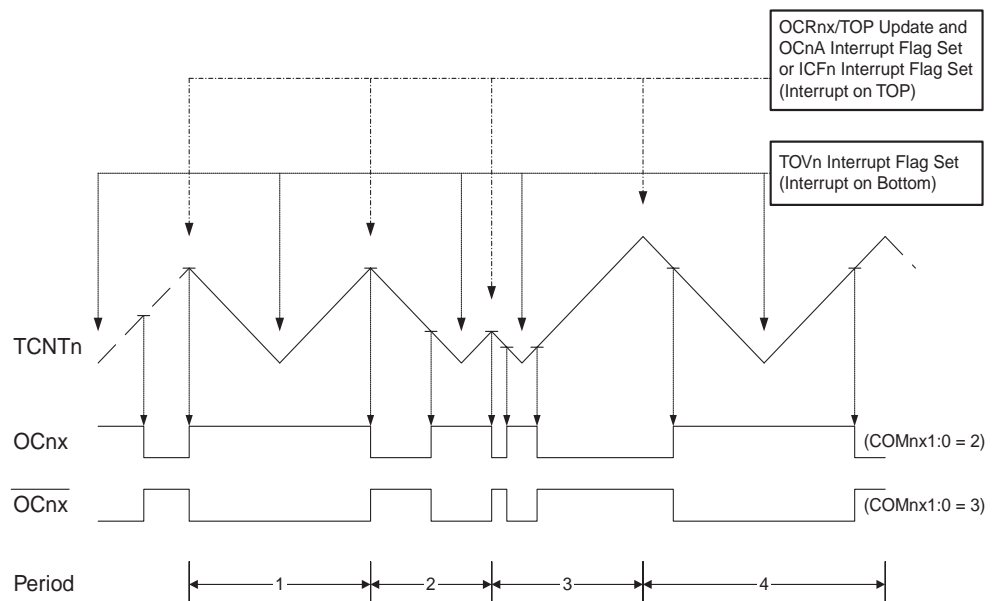 OCRnx/TOP Update and
OCnA Interrupt Flag Set
or ICFn Interrupt Flag Set
(Interrupt on TOP)
TOVn Interrupt Flag Set
(Interrupt on Bottom)
TCNTn
OCnx
(COMnx1:0 = 2)
OCnx
(COMnx1:0 = 3)
Period
1
2
3
4